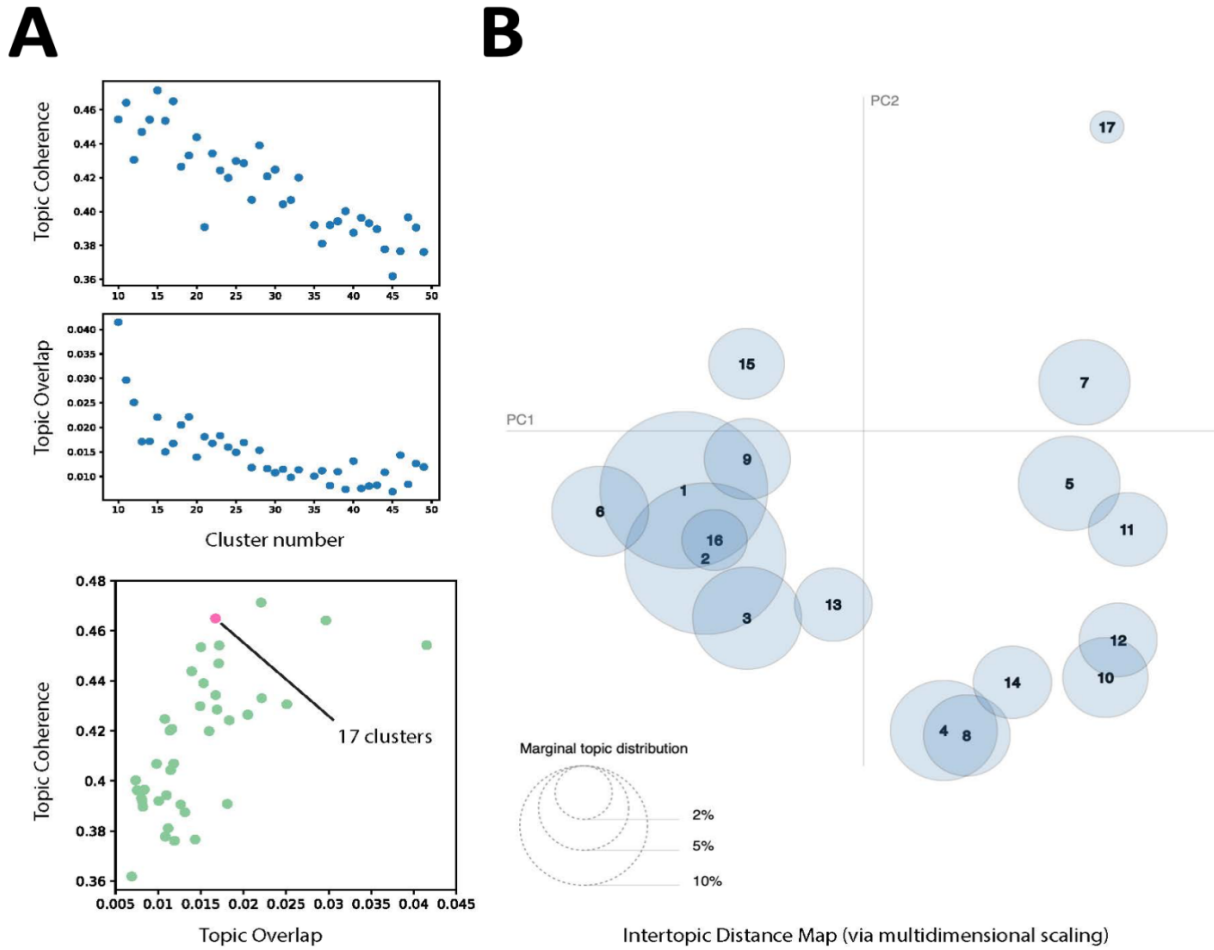 A
Topic Coherence
0.46
0.44
0.42
0.40
0.38
0.36
10 15 20 25 30 35 40 45 50
Topic Overlap
0.040
0.035
0.030
0.025
0.020
0.015
0.010
10 15 20 25 30 35 40 45 50
Cluster number
Topic Coherence
0.48
0.46
0.44
0.42
0.4
0.38
0.36
17 clusters
0.005 0.01 0.015 0.02 0.025 0.03 0.035 0.04 0.045
Topic Overlap
B
PC2
17
15
7
PC1
9
1
5
6
11
16
2
13
3
12
10
14
4
8
Marginal topic distribution
2%
5%
10%
Intertopic Distance Map (via multidimensional scaling)